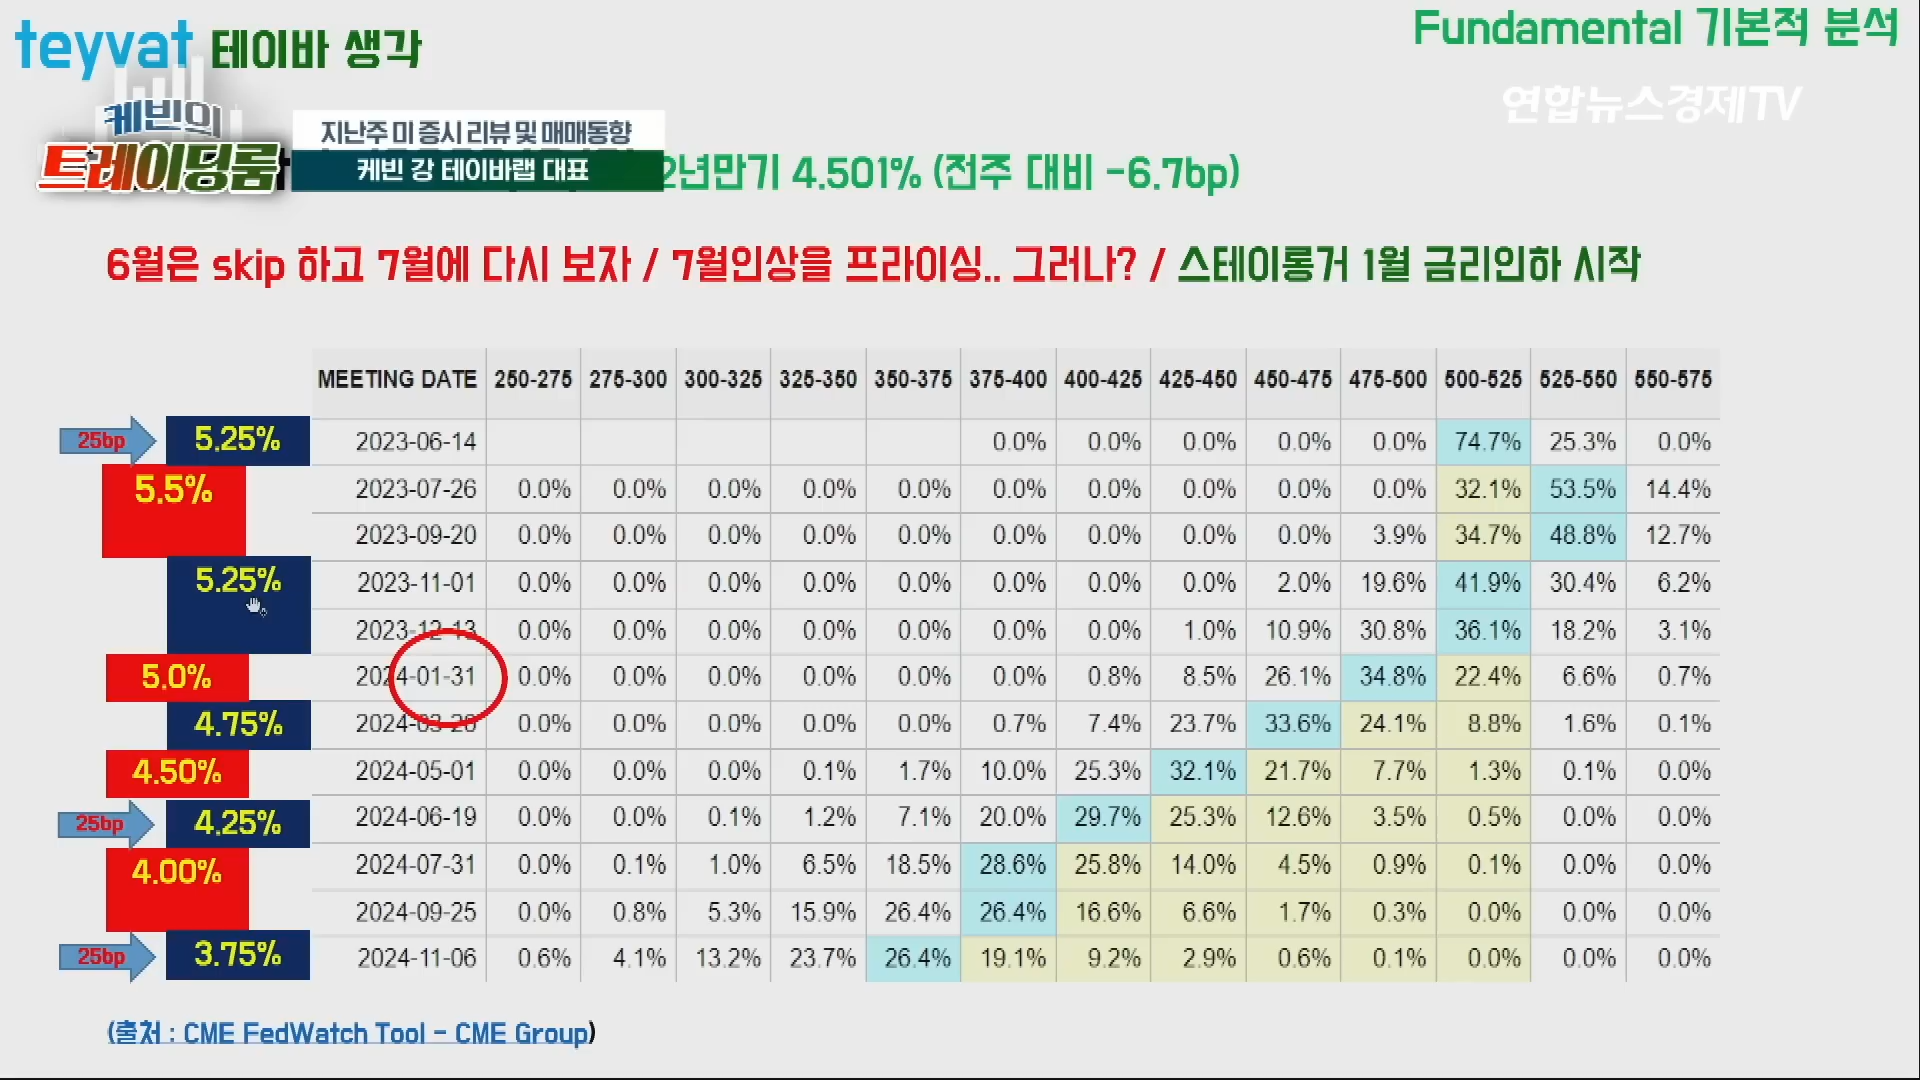 teyvat 테이바 생각
Fundamental 기본적 분석
연합뉴스경제TV
케빈의
트레이딩룸
지난주 미 증시 리뷰 및 매매동향
케빈 강 테이바랩 대표
2년만기 4.501% (전주 대비 -6.7bp)
6월은 skip 하고 7월에 다시 보자 / 7월인상을 프라이싱.. 그러나? / 스테이롱거 1월 금리인하 시작
MEETING DATE 250-275 275-300 300-325 325-350 350-375 375-400 400-425 425-450 450-475 475-500 500-525 525-550 550-575
25bp 5.25% 2023-06-14 0.0% 0.0% 0.0% 0.0% 0.0% 74.7% 25.3% 0.0%
5.5% 2023-07-26 0.0% 0.0% 0.0% 0.0% 0.0% 0.0% 0.0% 0.0% 0.0% 0.0% 32.1% 53.5% 14.4%
2023-09-20 0.0% 0.0% 0.0% 0.0% 0.0% 0.0% 0.0% 0.0% 0.0% 3.9% 34.7% 48.8% 12.7%
5.25% 2023-11-01 0.0% 0.0% 0.0% 0.0% 0.0% 0.0% 0.0% 0.0% 2.0% 19.6% 41.9% 30.4% 6.2%
2023-12-13 0.0% 0.0% 0.0% 0.0% 0.0% 0.0% 0.0% 1.0% 10.9% 30.8% 36.1% 18.2% 3.1%
5.0% 2024-01-31 0.0% 0.0% 0.0% 0.0% 0.0% 0.0% 0.8% 8.5% 26.1% 34.8% 22.4% 6.6% 0.7%
4.75% 2024-03-20 0.0% 0.0% 0.0% 0.0% 0.0% 0.7% 7.4% 23.7% 33.6% 24.1% 8.8% 1.6% 0.1%
4.50% 2024-05-01 0.0% 0.0% 0.0% 0.1% 1.7% 10.0% 25.3% 32.1% 21.7% 7.7% 1.3% 0.1% 0.0%
25bp 4.25% 2024-06-19 0.0% 0.0% 0.1% 1.2% 7.1% 20.0% 29.7% 25.3% 12.6% 3.5% 0.5% 0.0% 0.0%
4.00% 2024-07-31 0.0% 0.1% 1.0% 6.5% 18.5% 28.6% 25.8% 14.0% 4.5% 0.9% 0.1% 0.0% 0.0%
2024-09-25 0.0% 0.8% 5.3% 15.9% 26.4% 26.4% 16.6% 6.6% 1.7% 0.3% 0.0% 0.0% 0.0%
25bp 3.75% 2024-11-06 0.6% 4.1% 13.2% 23.7% 26.4% 19.1% 9.2% 2.9% 0.6% 0.1% 0.0% 0.0% 0.0%
(출처 : CME FedWatch Tool - CME Group)